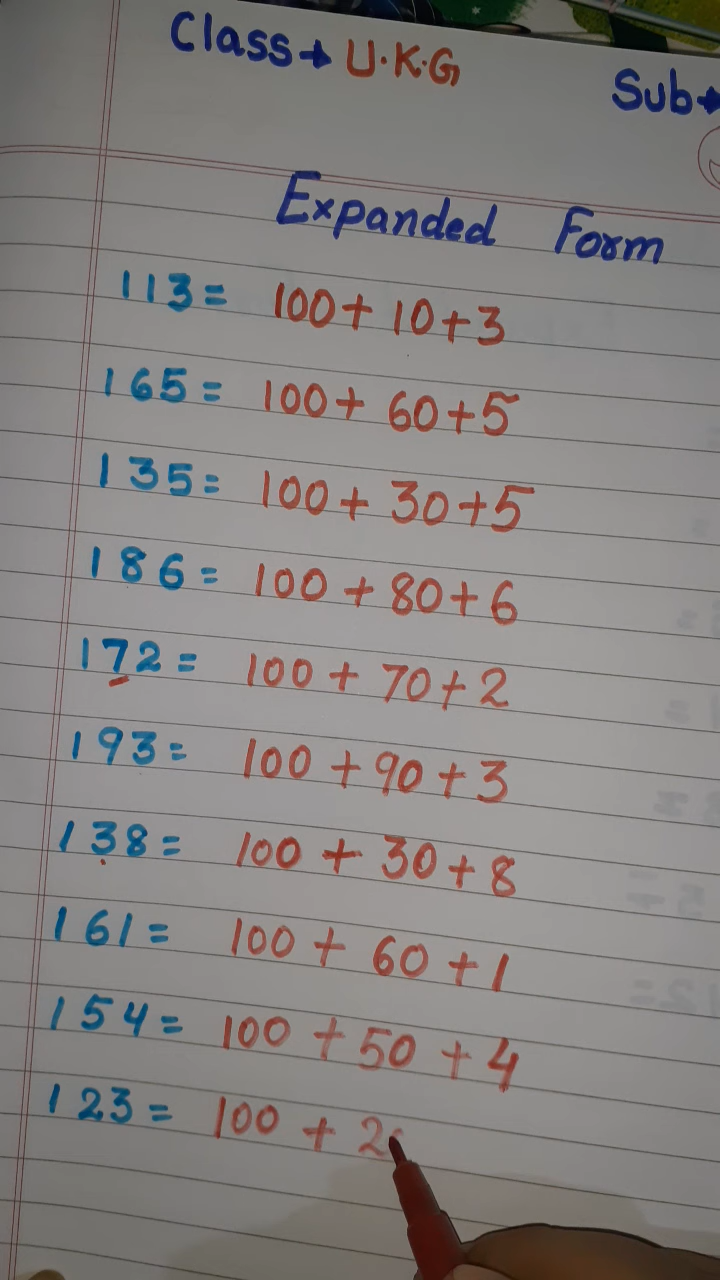 Class → U.K.G
Sub →
Expanded Form
113 = 100 + 10 + 3
165 = 100 + 60 + 5
135 = 100 + 30 + 5
186 = 100 + 80 + 6
172 = 100 + 70 + 2
193 = 100 + 90 + 3
138 = 100 + 30 + 8
161 = 100 + 60 + 1
154 = 100 + 50 + 4
123 = 100 + 2